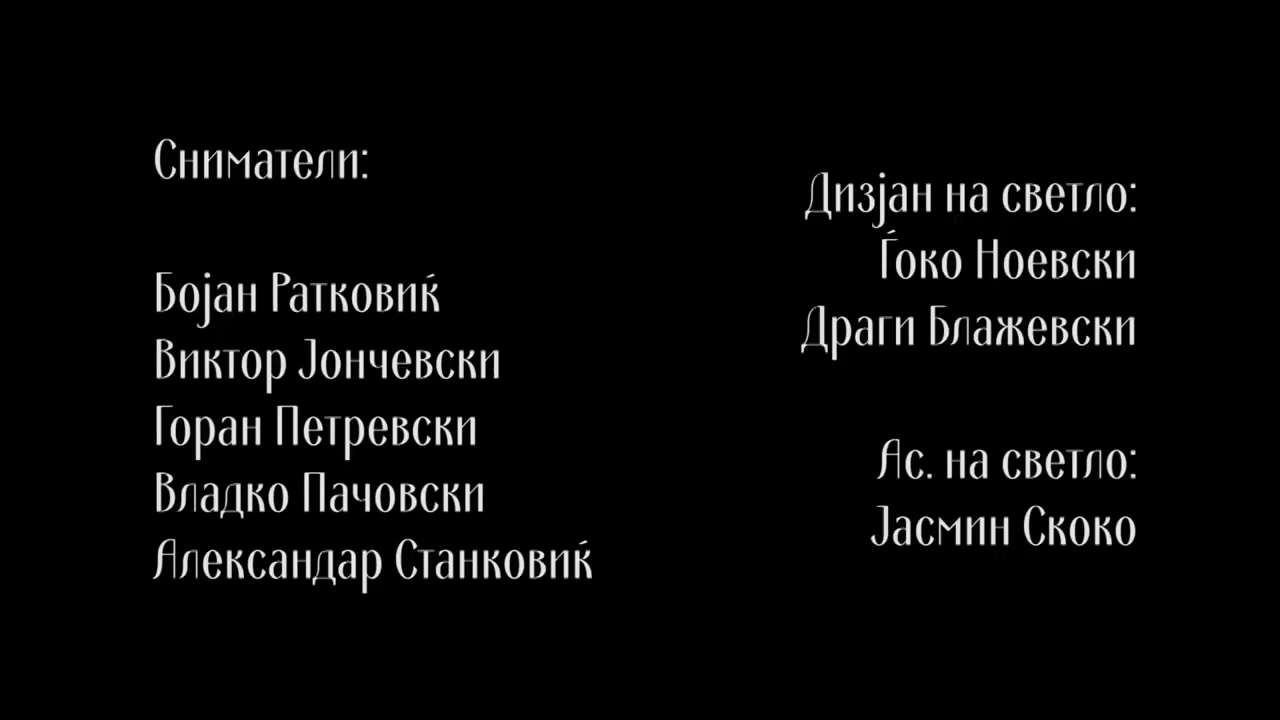 Сниматели:
Бојан Ратковиќ
Виктор Јончевски
Горан Петревски
Владко Пачовски
Александар Станковиќ
Дизјан на светло:
Ѓоко Ноевски
Драги Блажевски
Ас. на светло:
Јасмин Скоко